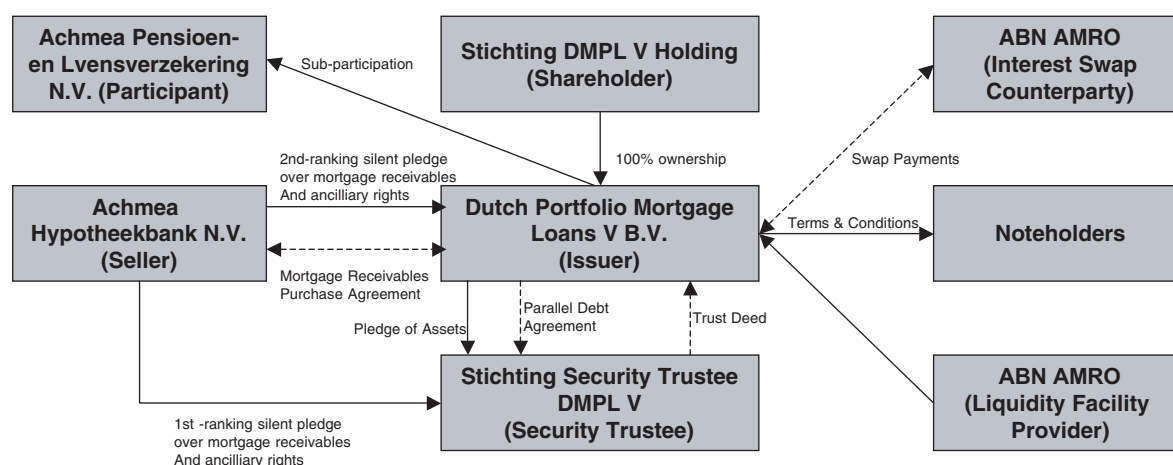 Achmea Pensioen-
en Lvensverzekering
N.V. (Participant)
Sub-participation
Stichting DMPL V Holding
(Shareholder)
ABN AMRO
(Interest Swap
Counterparty)
100% ownership
Swap Payments
2nd-ranking silent pledge
over mortgage receivables
And ancilliary rights
Achmea
Hypotheekbank N.V.
(Seller)
Dutch Portfolio Mortgage
Loans V B.V.
(Issuer)
Terms & Conditions
Noteholders
Mortgage Receivables
Purchase Agreement
Pledge of Assets
Parallel Debt
Agreement
Trust Deed
Stichting Security Trustee
DMPL V
(Security Trustee)
ABN AMRO
(Liquidity Facility
Provider)
1st -ranking silent pledge
over mortgage receivables
And ancilliary rights